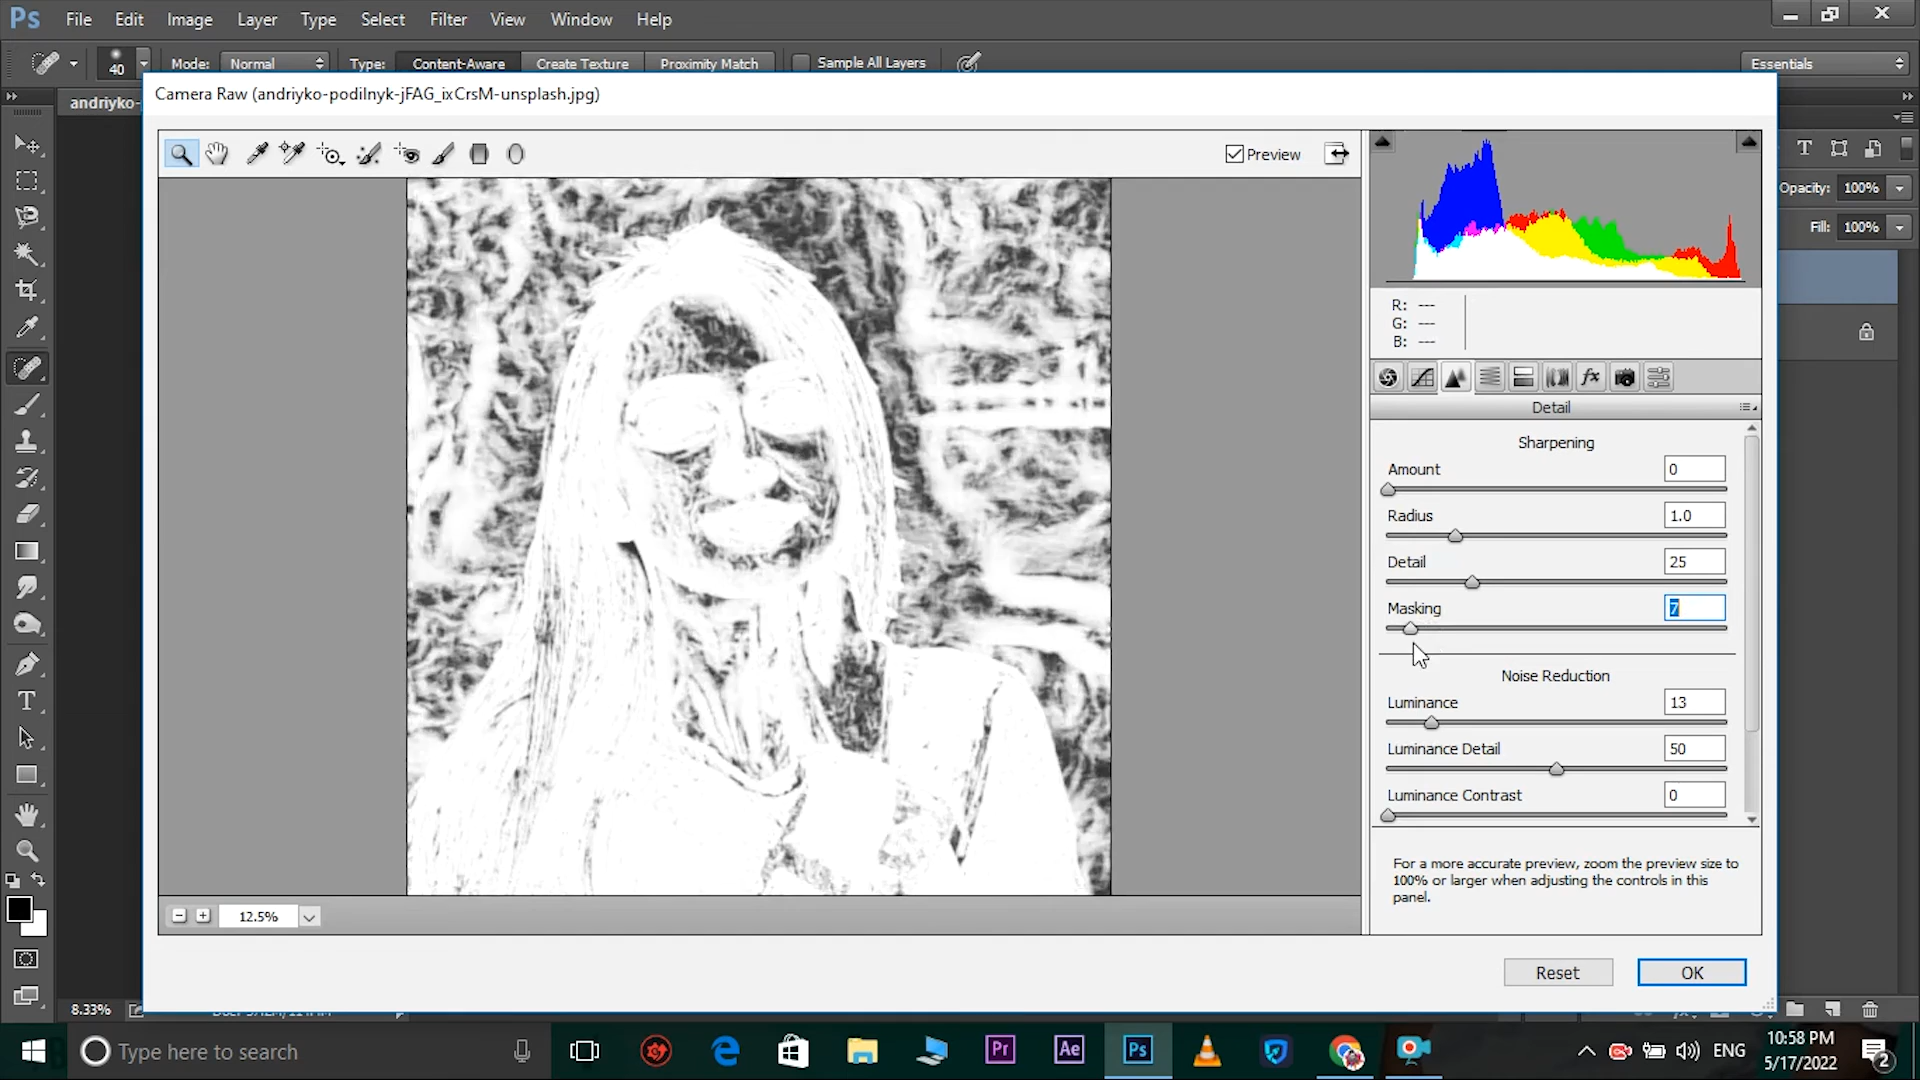 Ps File Edit Image Layer Type Select Filter View Window Help
40 Mode: Normal Type: Content-Aware Create Texture Proximity Match Sample All Layers Essentials
andriyko-
Camera Raw (andriyko-podilnyk-jFAG_ixCrsM-unsplash.jpg)
Preview
Opacity: 100%
Fill: 100%
R: ---
G: ---
B: ---
fx
Detail
Sharpening
Amount 0
Radius 1.0
Detail 25
Masking 7
Noise Reduction
Luminance 13
Luminance Detail 50
Luminance Contrast 0
For a more accurate preview, zoom the preview size to
100% or larger when adjusting the controls in this
panel.
12.5%
Reset OK
8.33%
Type here to search
Pr Ae Ps
ENG
10:58 PM
5/17/2022
2